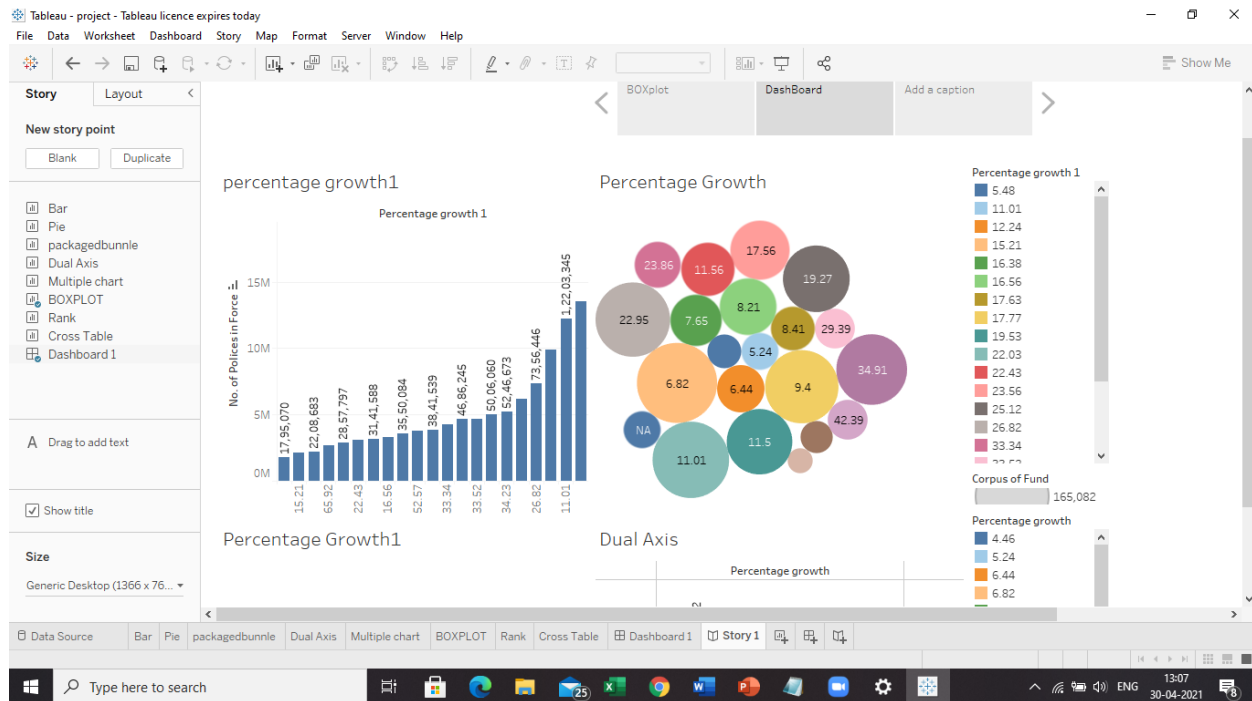 Tableau - project - Tableau licence expires today
File Data Worksheet Dashboard Story Map Format Server Window Help
Show Me
Story Layout
New story point
Blank Duplicate
Bar
Pie
packagedbunnle
Dual Axis
Multiple chart
BOXPLOT
Rank
Cross Table
Dashboard 1
A Drag to add text
Show title
Size
Generic Desktop (1366 x 76...
BOXplot DashBoard Add a caption
percentage growth1
Percentage growth 1
No. of Polices in Force
15M
10M
5M
0M
17,95,070
22,08,683
28,57,797
31,41,588
35,50,084
38,41,539
46,86,245
50,06,060
52,46,673
73,56,446
1,22,03,345
15.21 65.92 22.43 16.56 52.57 33.34 33.52 34.23 26.82 11.01
Percentage Growth
17.56
23.86
11.56
19.27
22.95
7.65
8.21
8.41
29.39
5.24
34.91
6.82
6.44
9.4
42.39
NA
11.5
11.01
Percentage growth 1
5.48
11.01
12.24
15.21
16.38
16.56
17.63
17.77
19.53
22.03
22.43
23.56
25.12
26.82
33.34
Corpus of Fund
165,082
Percentage growth
4.46
5.24
6.44
6.82
Percentage Growth1
Dual Axis
Percentage growth
Data Source Bar Pie packagedbunnle Dual Axis Multiple chart BOXPLOT Rank Cross Table Dashboard 1 Story 1
Type here to search
25
ENG
13:07
30-04-2021
8